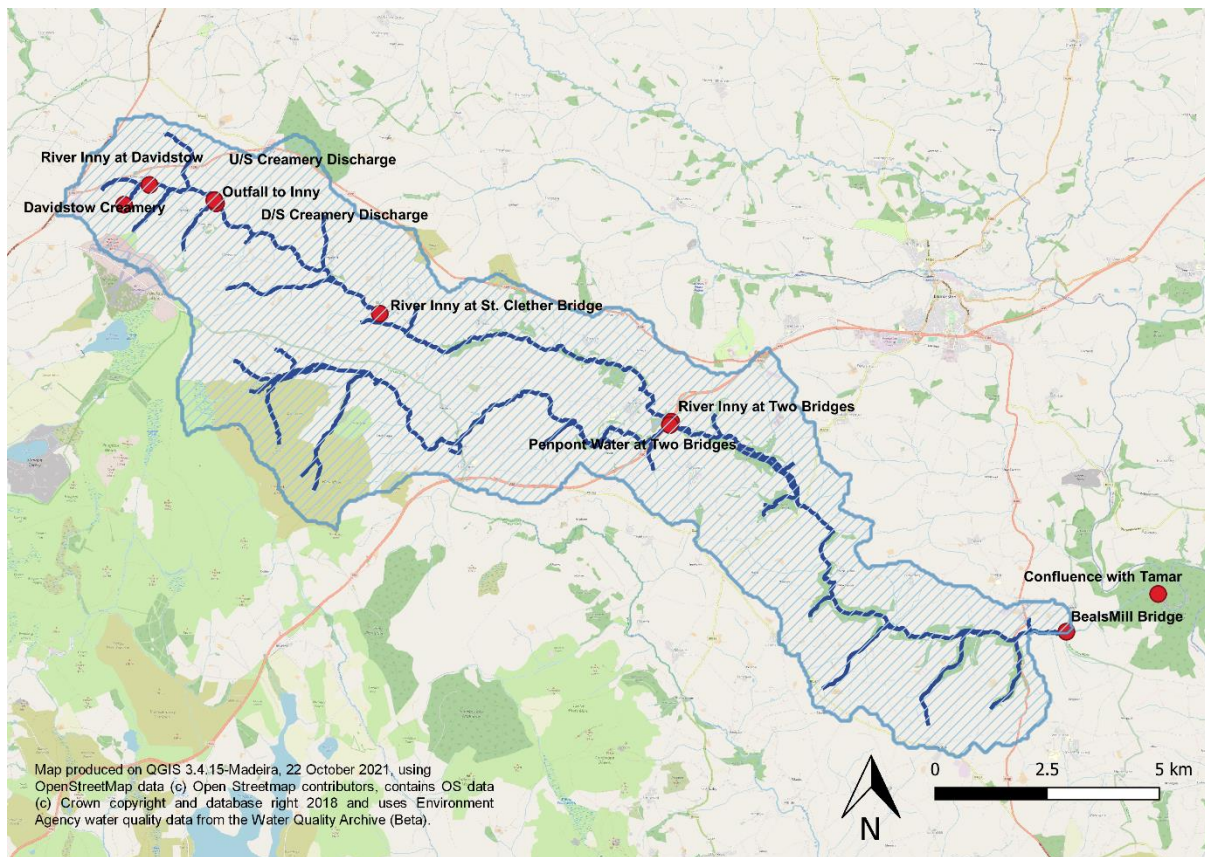 U/S Creamery Discharge
River Inny at Davidstow
Outfall to Inny
Davidstow Creamery
D/S Creamery Discharge
River Inny at St. Clether Bridge
River Inny at Two Bridges
Penpont Water at Two Bridges
Confluence with Tamar
BealsMill Bridge
Map produced on QGIS 3.4.15-Madeira, 22 October 2021, using
OpenStreetMap data (c) Open Streetmap contributors, contains OS data
(c) Crown copyright and database right 2018 and uses Environment
Agency water quality data from the Water Quality Archive (Beta).
N
0 2.5 5 km